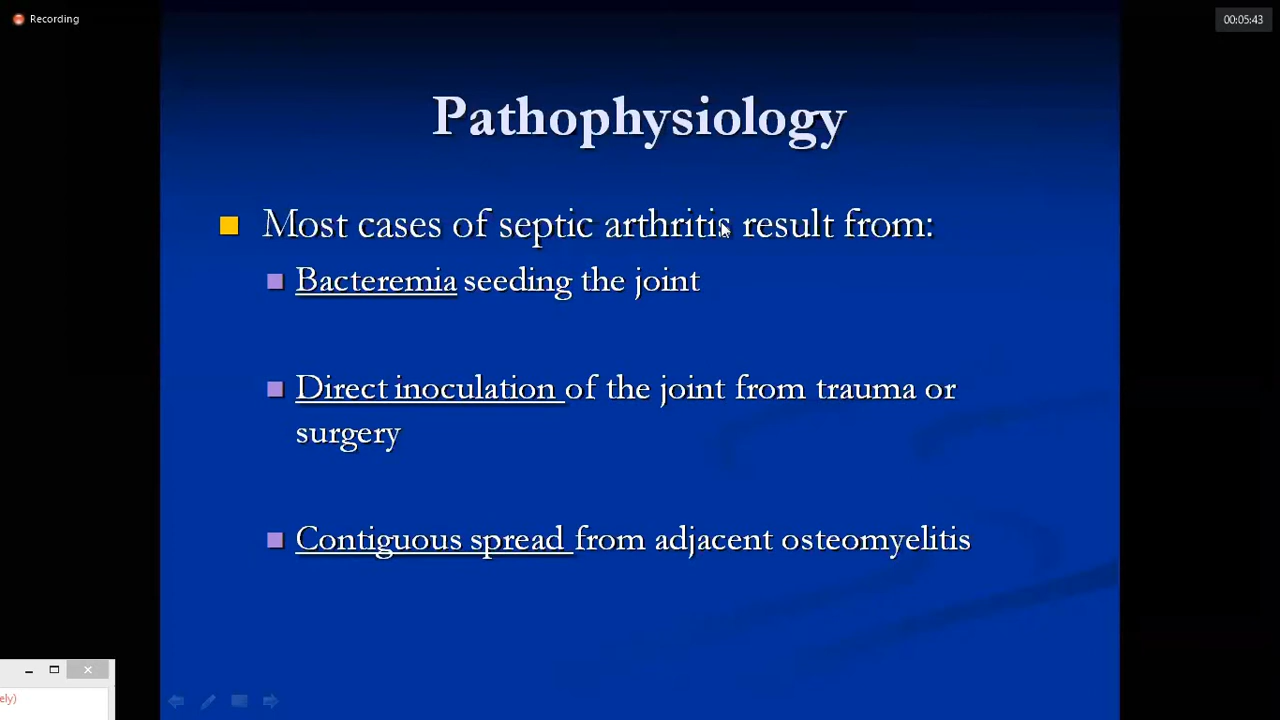 Recording
00:05:43
Pathophysiology
Most cases of septic arthritis result from:
Bacteremia seeding the joint
Direct inoculation of the joint from trauma or
surgery
Contiguous spread from adjacent osteomyelitis
ely)